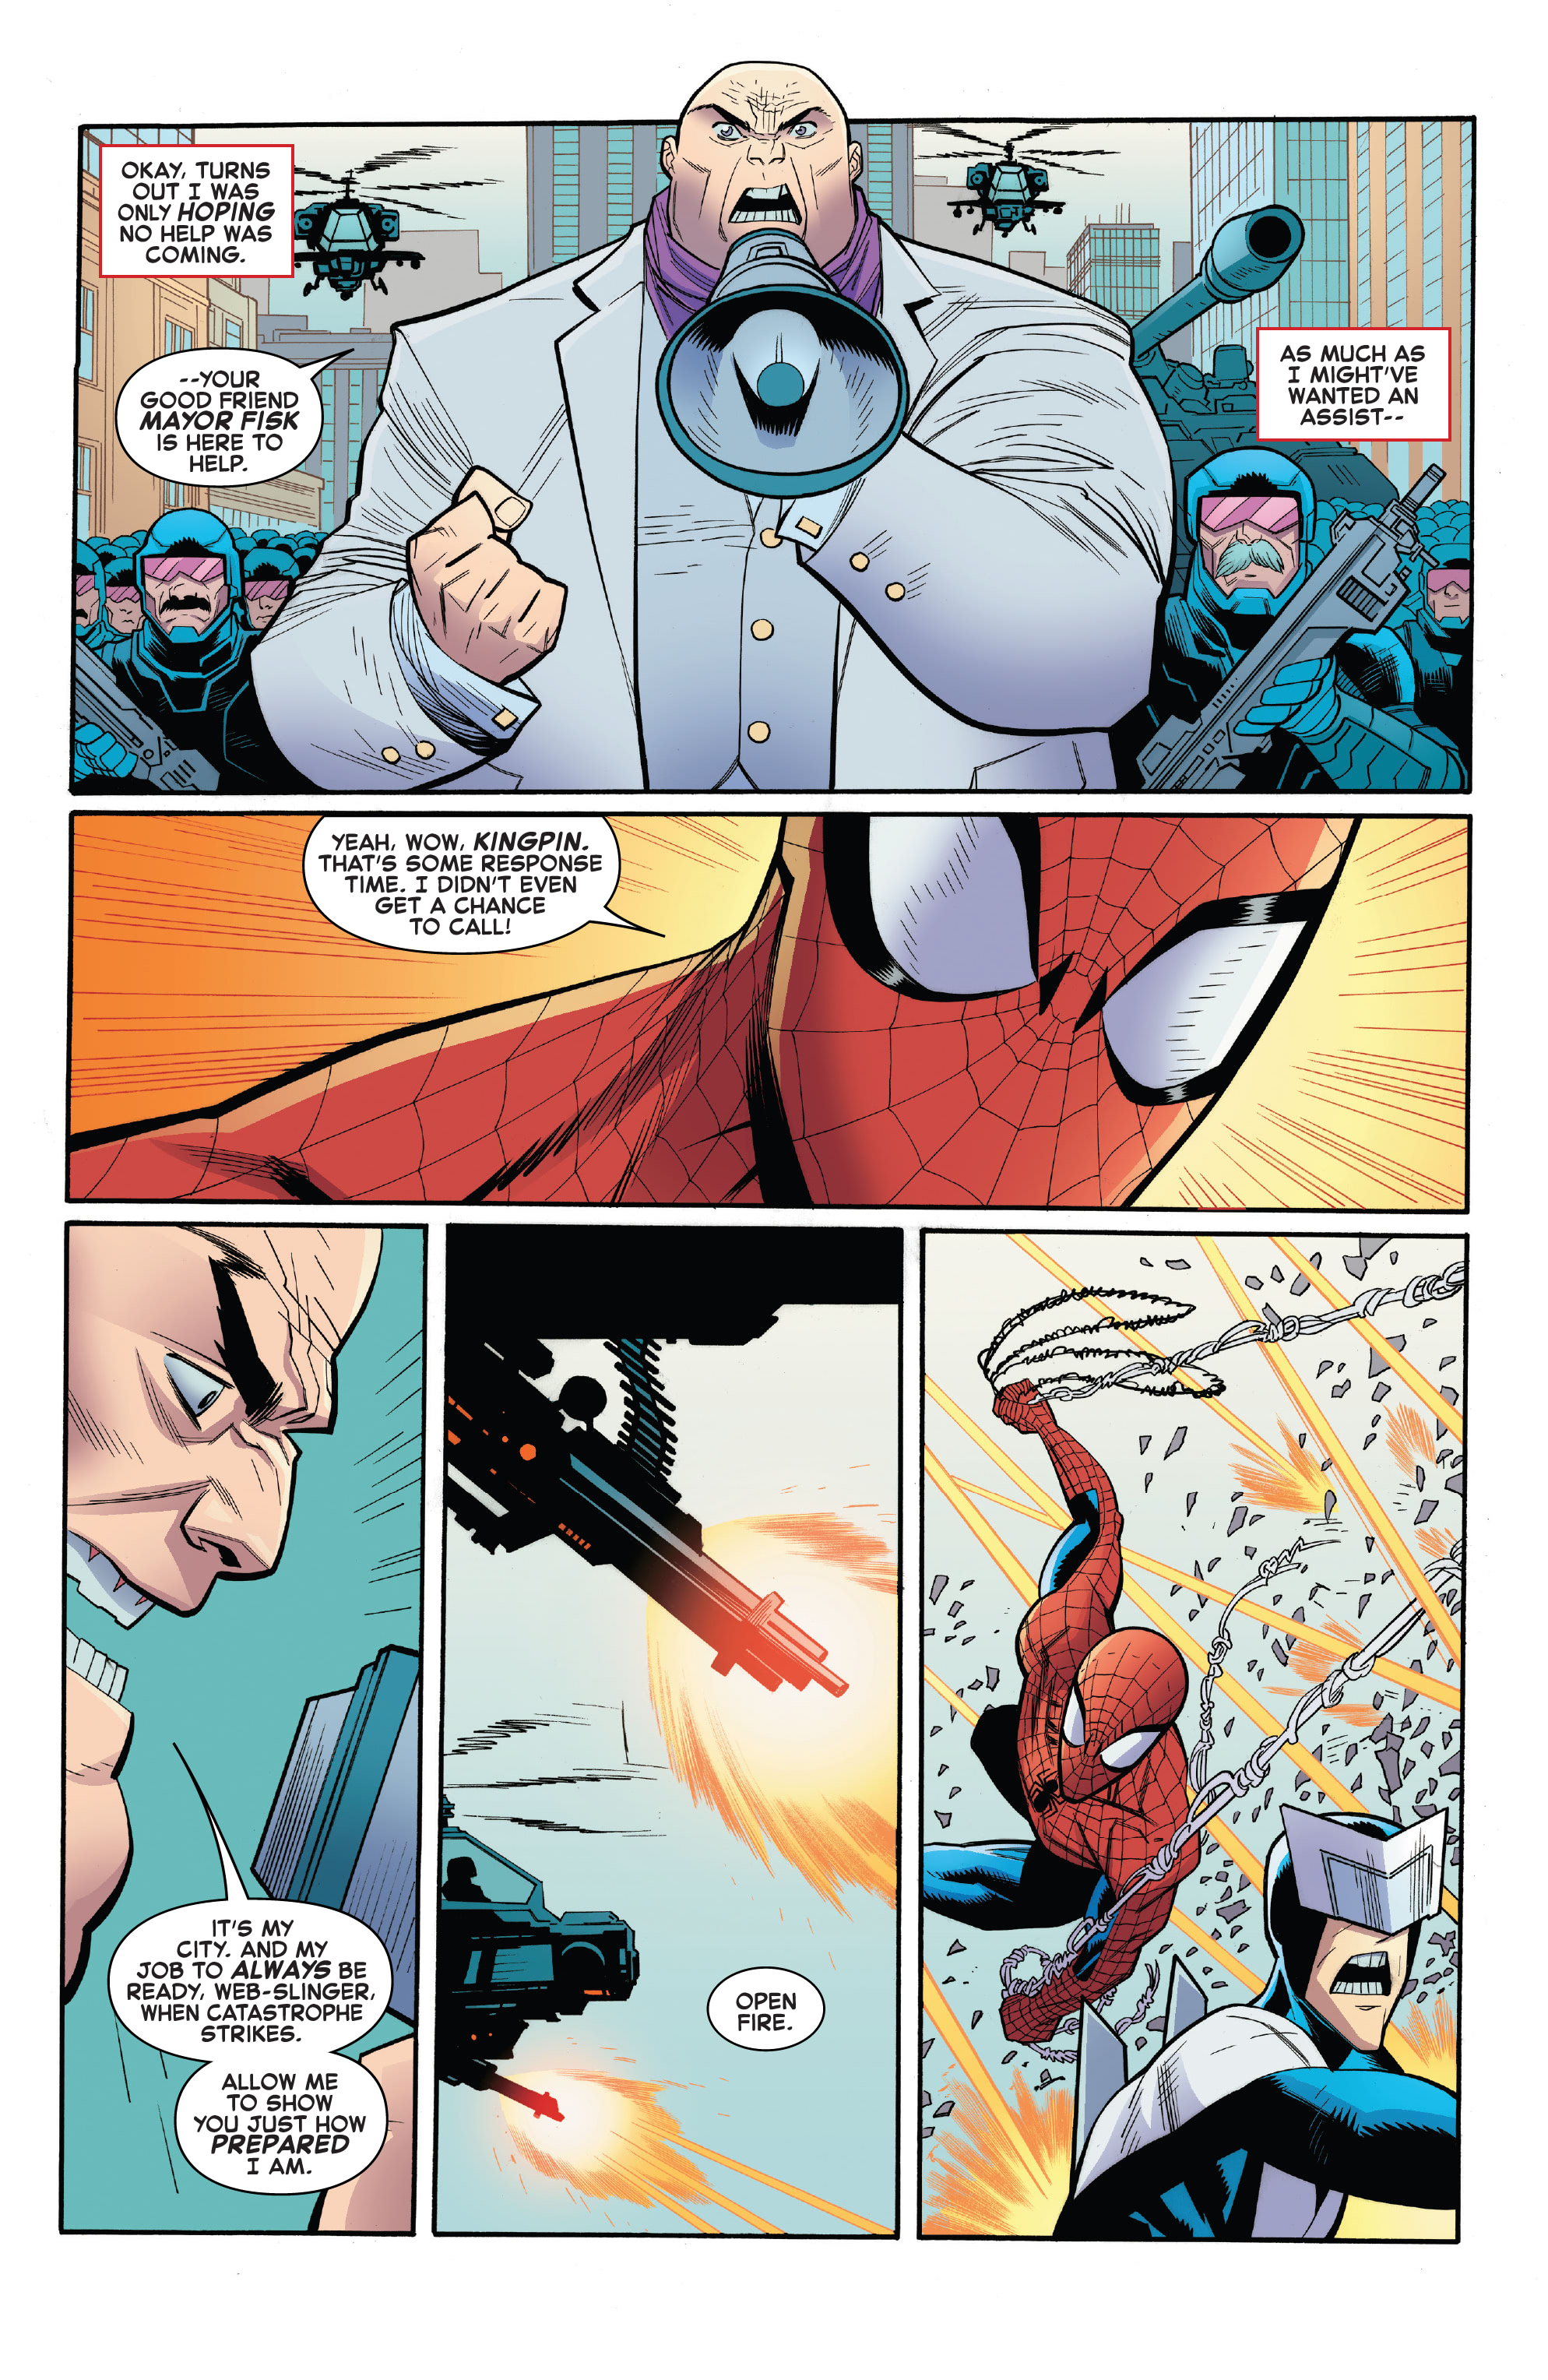 OKAY, TURNS
OUT I WAS
ONLY HOPING
NO HELP WAS
COMING.
--YOUR
GOOD FRIEND
MAYOR FISK
IS HERE TO
HELP.
AS MUCH AS
I MIGHT'VE
WANTED AN
ASSIST--
YEAH, WOW, KINGPIN.
THAT'S SOME RESPONSE
TIME. I DIDN'T EVEN
GET A CHANCE
TO CALL!
IT'S MY
CITY. AND MY
JOB TO ALWAYS BE
READY, WEB-SLINGER,
WHEN CATASTROPHE
STRIKES.
ALLOW ME
TO SHOW
YOU JUST HOW
PREPARED
I AM.
OPEN
FIRE.